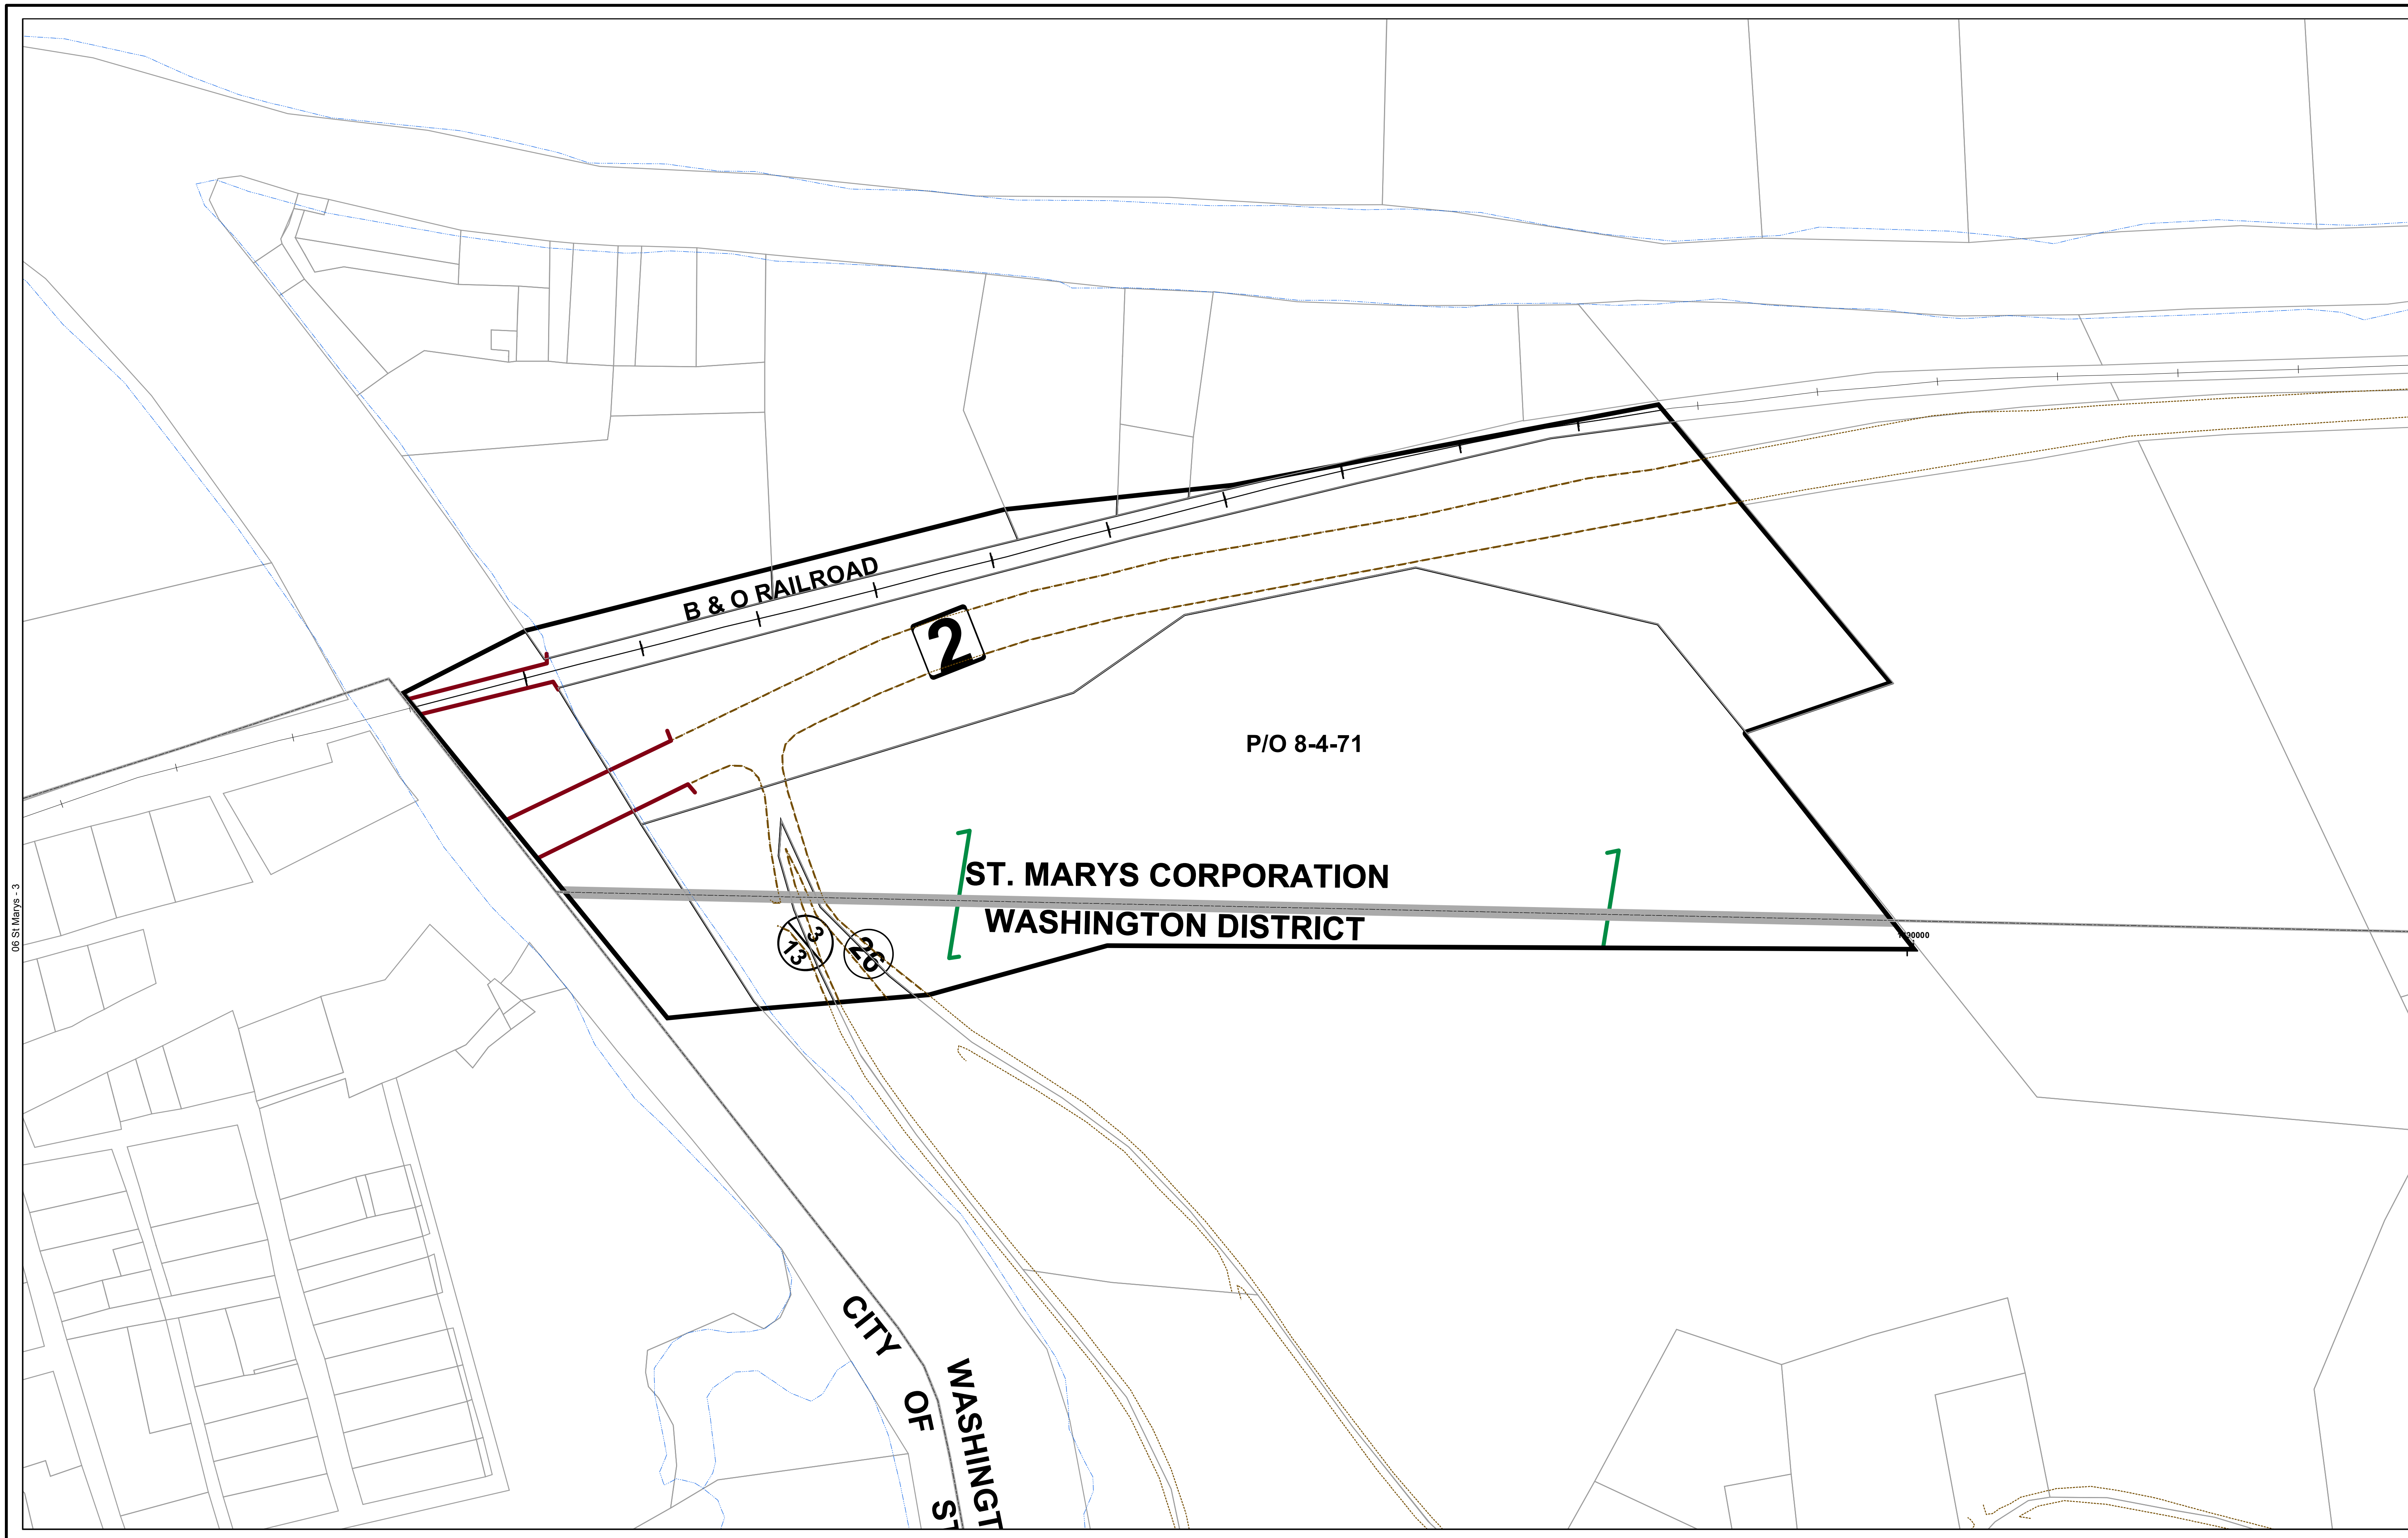 B & O RAILROAD
2
P/O 8-4-71
ST. MARYS CORPORATION
WASHINGTON DISTRICT
3
13
26
06 St Marys - 3
CITY
OF
WASHINGT
ST